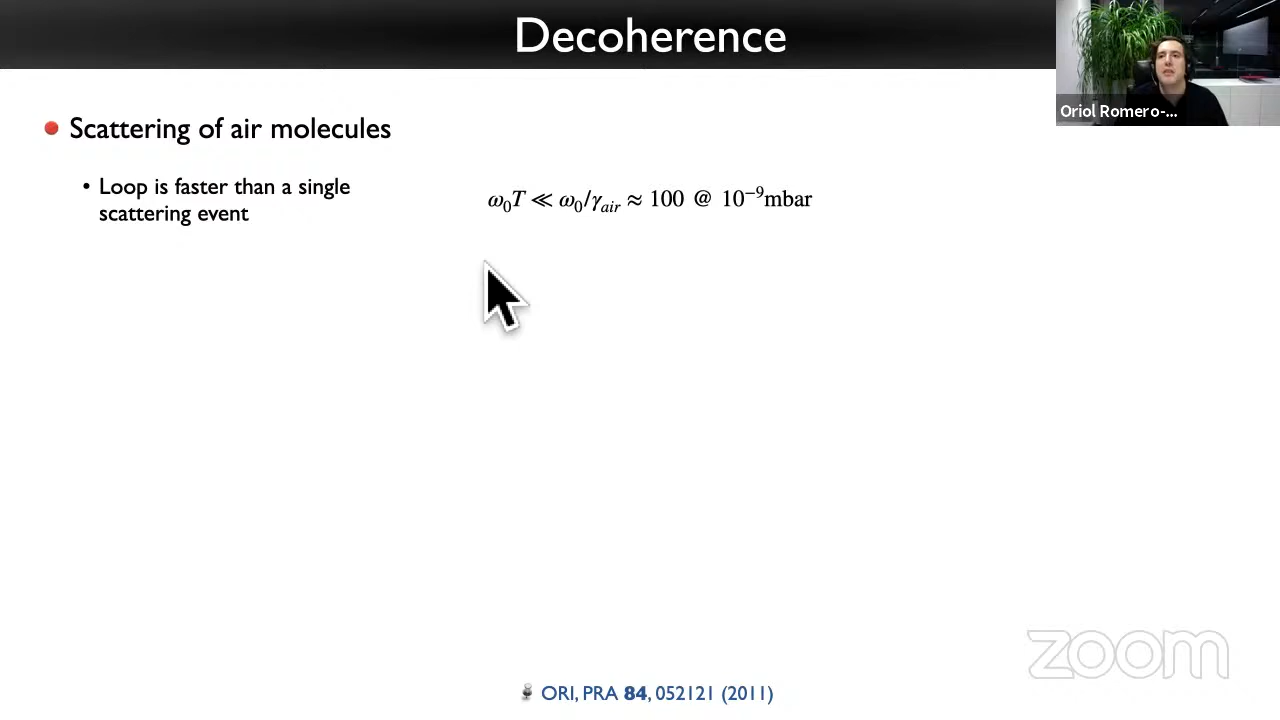 Decoherence
Oriol Romero-...
Scattering of air molecules
• Loop is faster than a single
scattering event
ω₀T ≪ ω₀/γ_air ≈ 100 @ 10⁻⁹mbar
zoom
ORI, PRA 84, 052121 (2011)